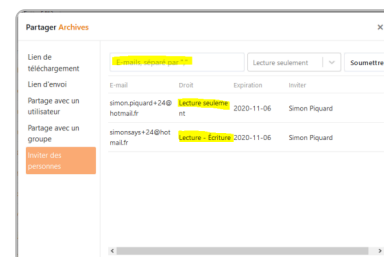 Partager Archives ×
Lien de
téléchargement
Lien d'envoi
Partage avec un
utilisateur
Partage avec un
groupe
Inviter des
personnes
E-mails, séparé par ","
Lecture seulement
Soumettre
E-mail Droit Expiration Inviter
simon.piquard+24@
hotmail.fr
Lecture seuleme
nt
2020-11-06 Simon Piquard
simonsays+24@hot
mail.fr
Lecture - Écriture 2020-11-06 Simon Piquard